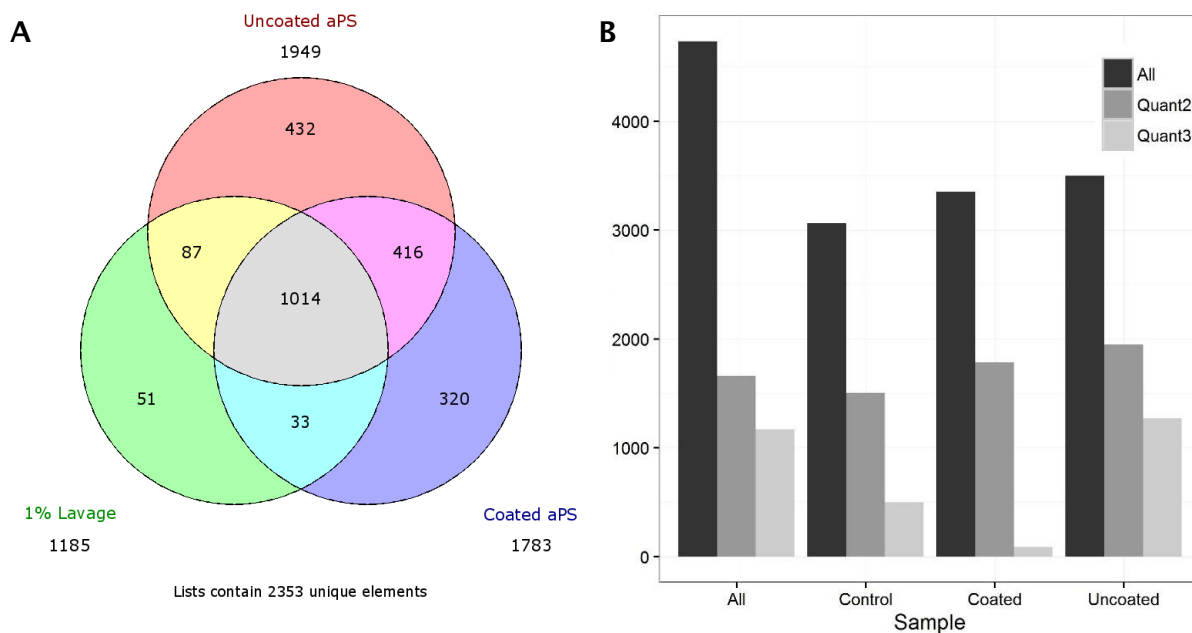 A
Uncoated aPS
1949
432
87
416
1014
51
33
320
1% Lavage
1185
Coated aPS
1783
Lists contain 2353 unique elements
B
All
Quant2
Quant3
4000
3000
2000
1000
0
All Control Coated Uncoated
Sample